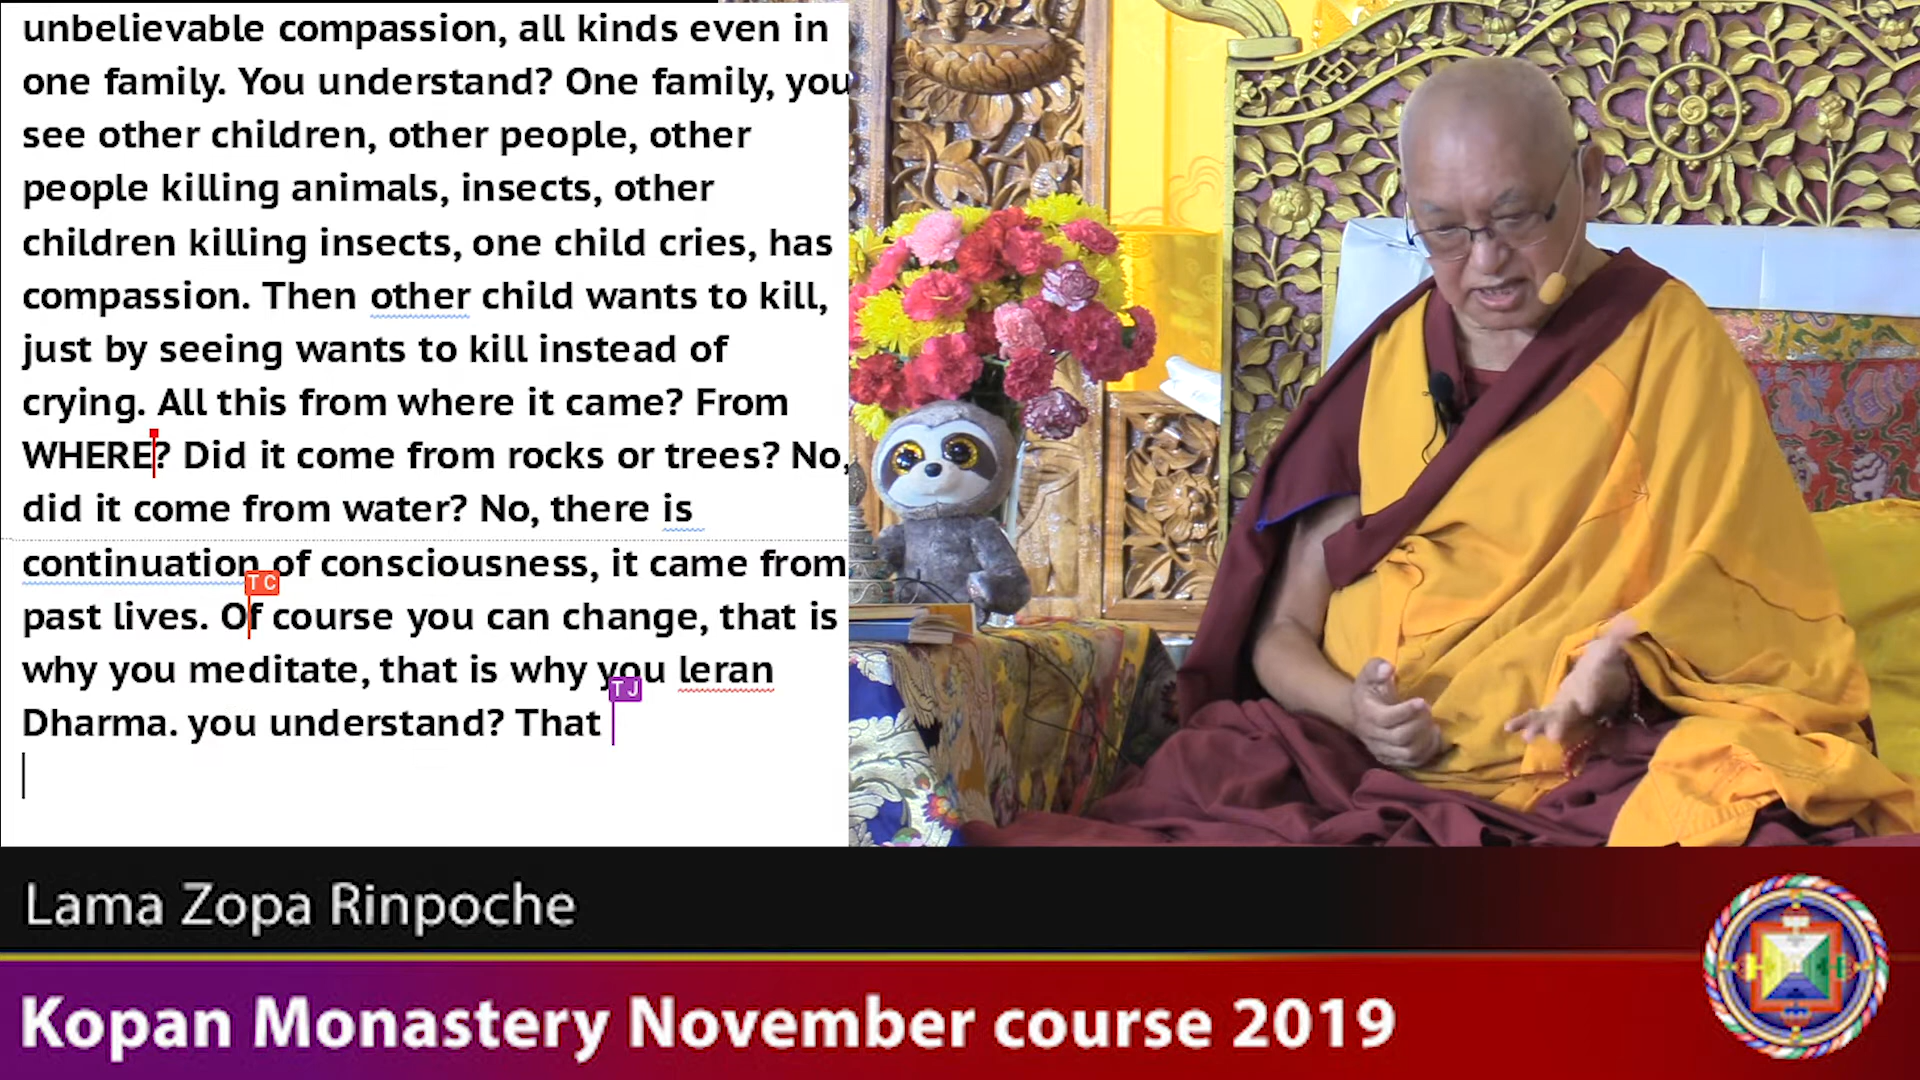 unbelievable compassion, all kinds even in
one family. You understand? One family, you
see other children, other people, other
people killing animals, insects, other
children killing insects, one child cries, has
compassion. Then other child wants to kill,
just by seeing wants to kill instead of
crying. All this from where it came? From
WHERE? Did it come from rocks or trees? No,
did it come from water? No, there is
continuation of consciousness, it came from
TC
past lives. Of course you can change, that is
why you meditate, that is why you leran
TJ
Dharma. you understand? That
Lama Zopa Rinpoche
Kopan Monastery November course 2019